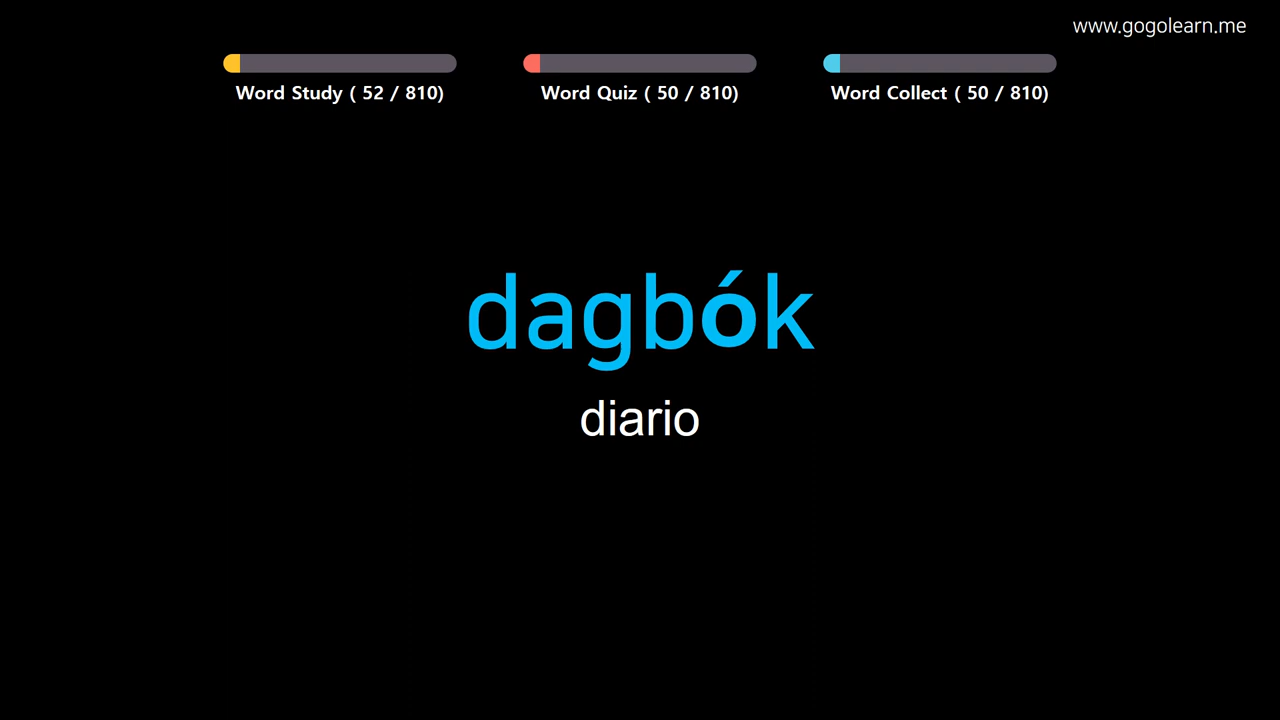 www.gogolearn.me
Word Study ( 52 / 810)
Word Quiz ( 50 / 810)
Word Collect ( 50 / 810)
dagbók
diario